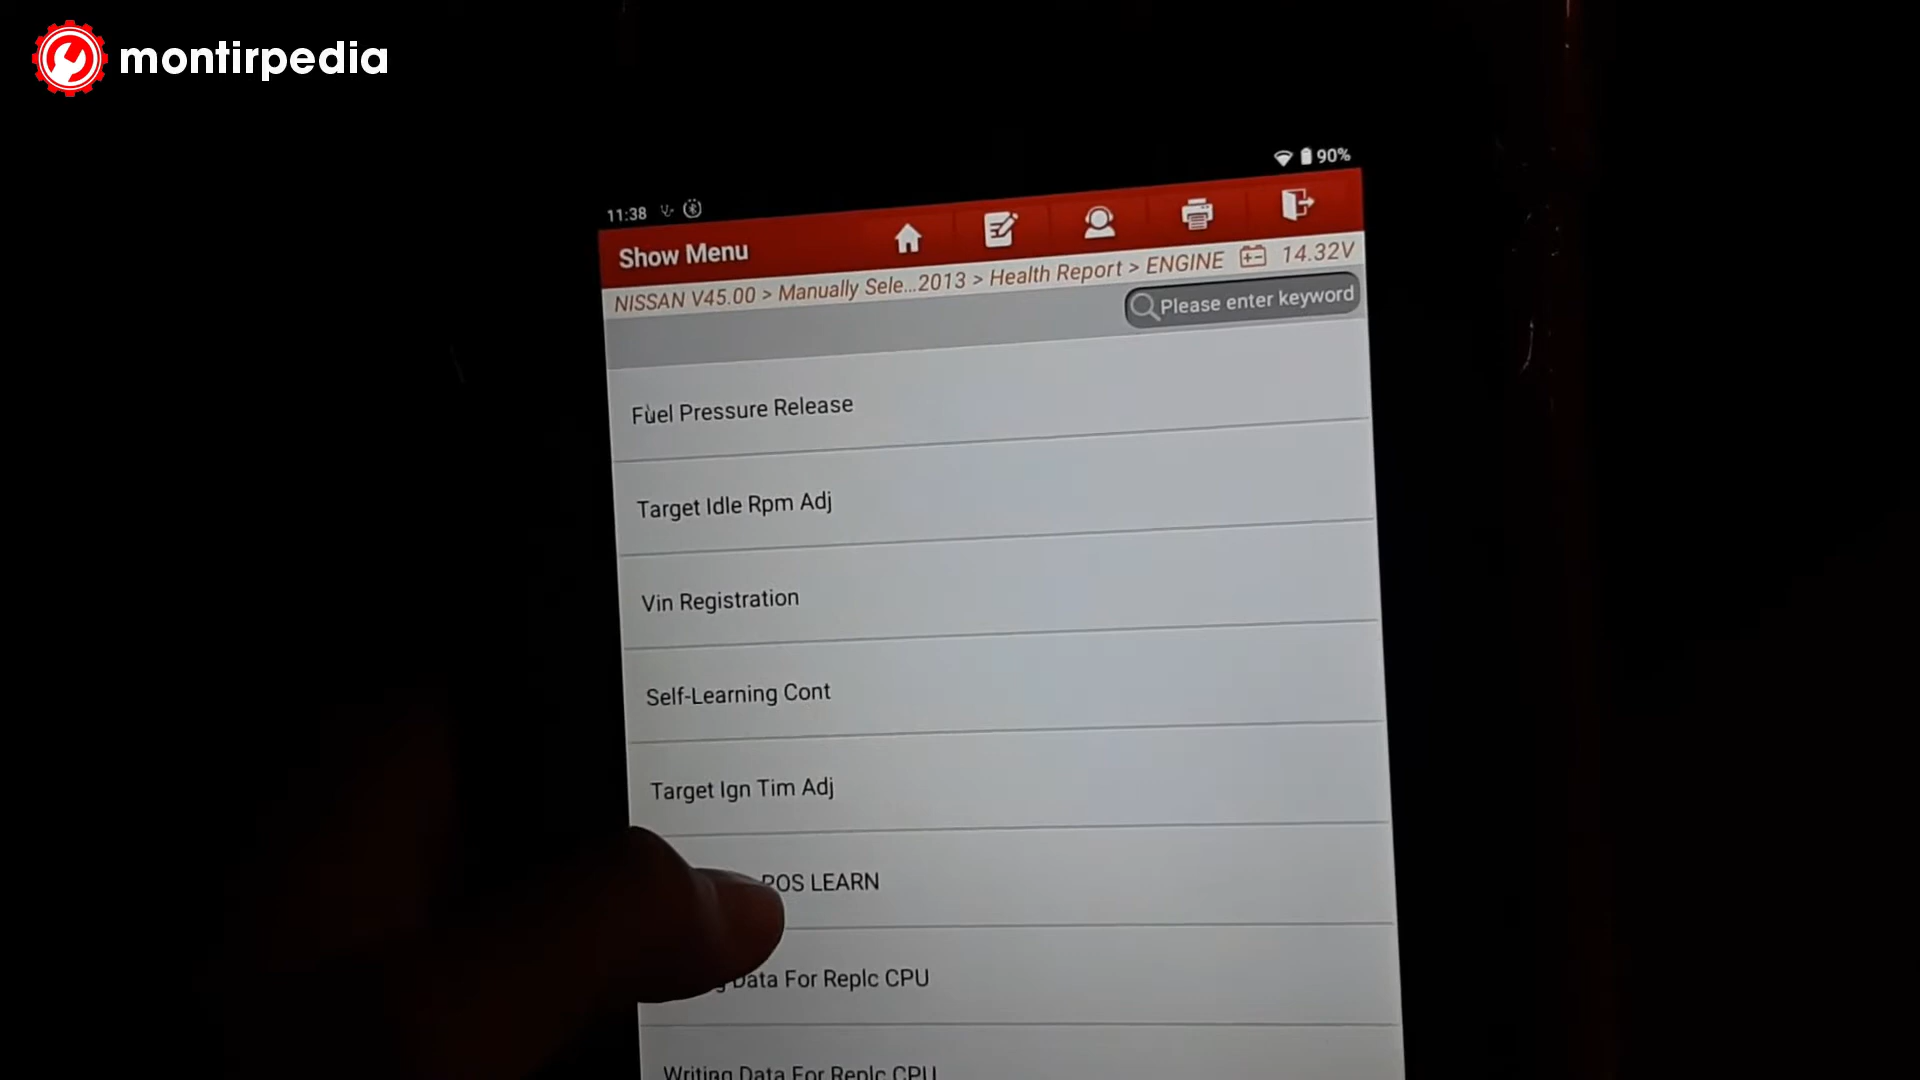 montirpedia
11:38
90%
Show Menu
NISSAN V45.00 > Manually Sele...2013 > Health Report > ENGINE
14.32V
Please enter keyword
Fuel Pressure Release
Target Idle Rpm Adj
Vin Registration
Self-Learning Cont
Target Ign Tim Adj
POS LEARN
Data For Replc CPU
Writing Data For Replc CPU